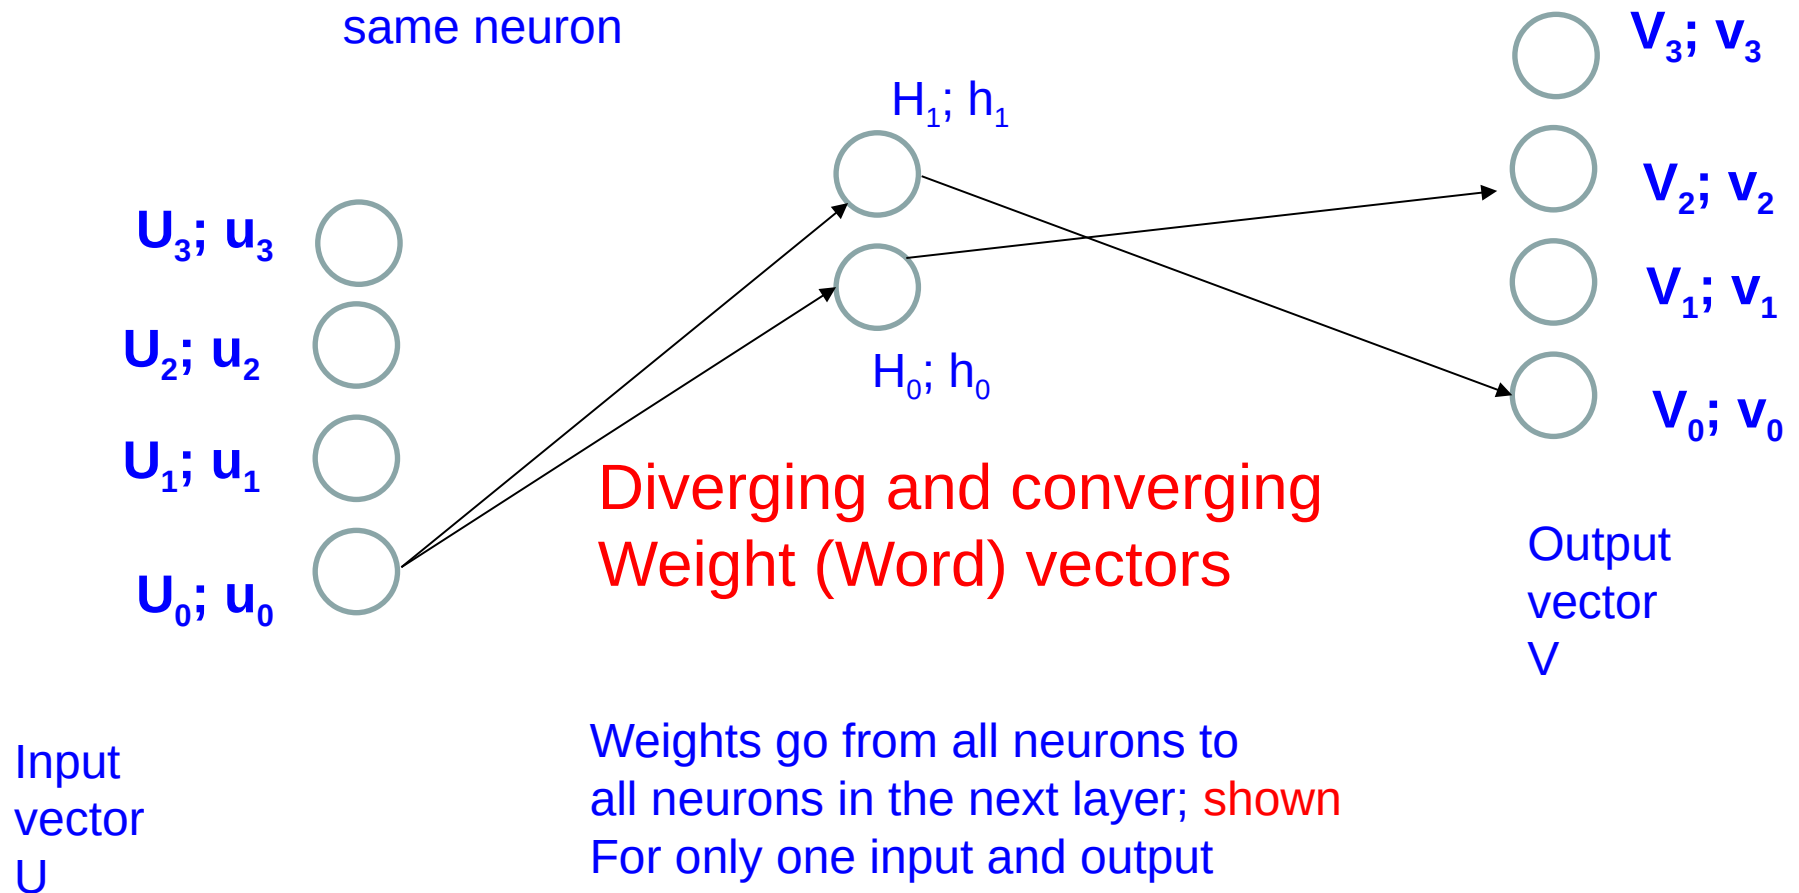 same neuron
V3; v3
H1; h1
V2; v2
U3; u3
V1; v1
U2; u2
H0; h0
V0; v0
U1; u1
Diverging and converging
Weight (Word) vectors
U0; u0
Output
vector
V
Weights go from all neurons to
all neurons in the next layer; shown
For only one input and output
Input
vector
U